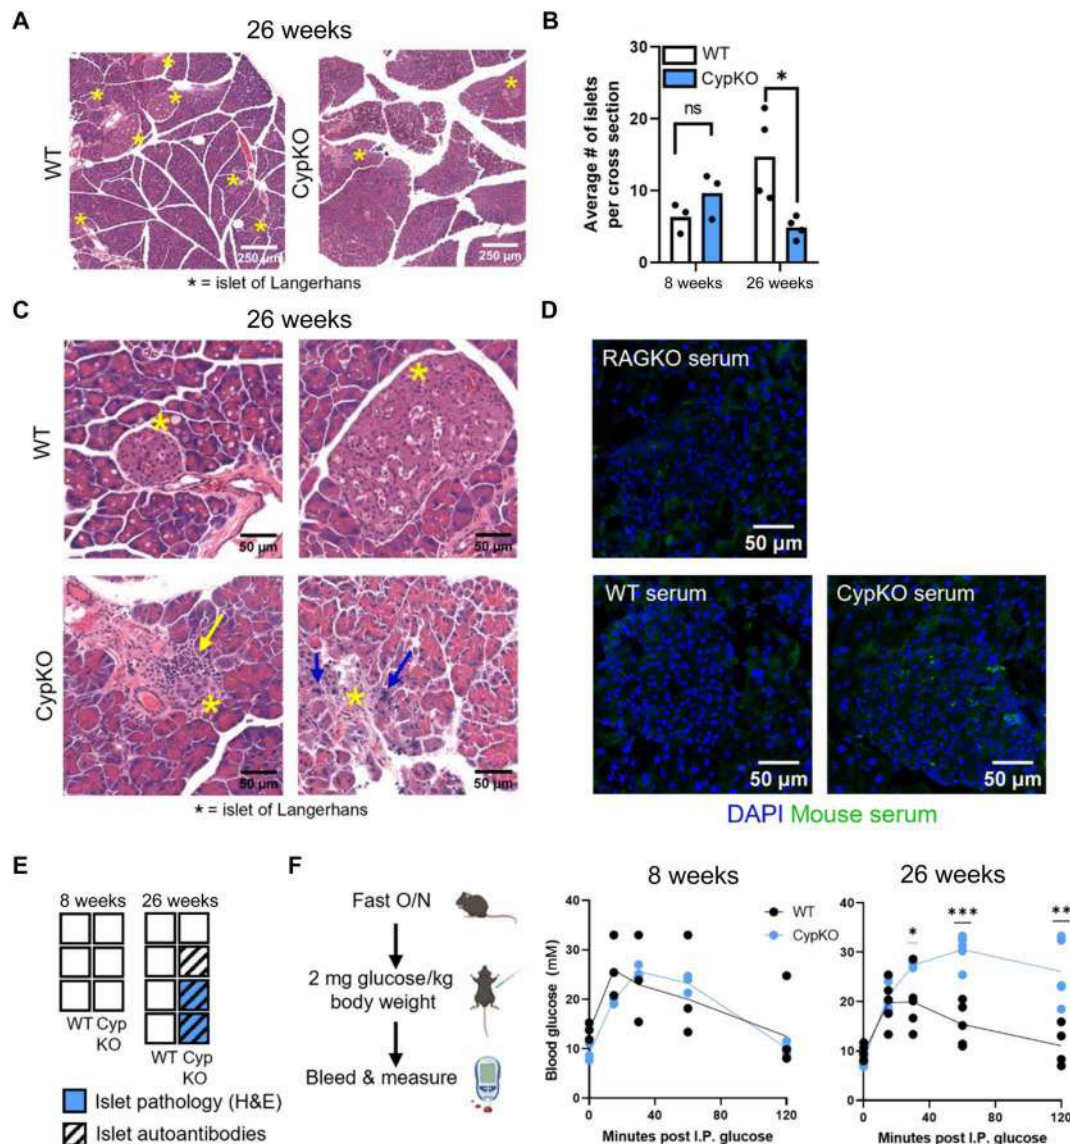 A
26 weeks
WT
CypKO
250 µm
250 µm
* = islet of Langerhans
B
Average # of islets
per cross section
30
20
10
0
WT
CypKO
ns
*
8 weeks
26 weeks
C
26 weeks
WT
CypKO
50 µm
50 µm
50 µm
50 µm
* = islet of Langerhans
D
RAGKO serum
50 µm
WT serum
50 µm
CypKO serum
50 µm
DAPI Mouse serum
E
8 weeks
26 weeks
WT Cyp
KO
WT Cyp
KO
Islet pathology (H&E)
Islet autoantibodies
F
Fast O/N
2 mg glucose/kg
body weight
Bleed & measure
8 weeks
Blood glucose (mM)
40
30
20
10
0
0 40 80 120
Minutes post I.P. glucose
WT
CypKO
26 weeks
40
30
20
10
0
0 40 80 120
Minutes post I.P. glucose
*
***
**